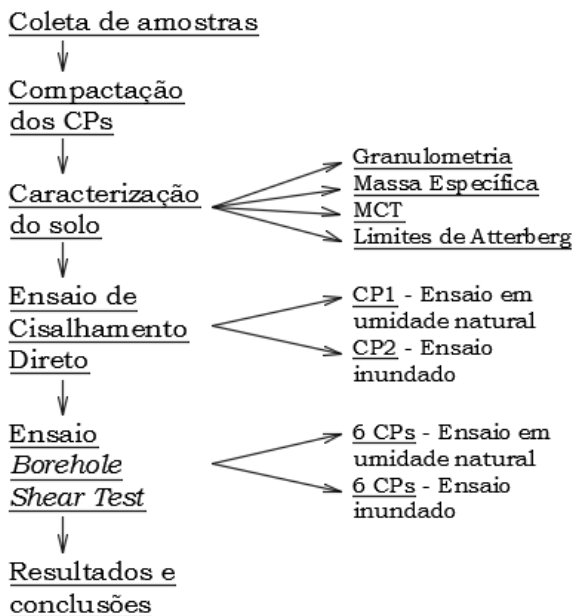 Coleta de amostras
Compactação
dos CPs
Caracterização
do solo
Granulometria
Massa Específica
MCT
Limites de Atterberg
Ensaio de
Cisalhamento
Direto
CP1 - Ensaio em
umidade natural
CP2 - Ensaio
inundado
Ensaio
Borehole
Shear Test
6 CPs - Ensaio em
umidade natural
6 CPs - Ensaio
inundado
Resultados e
conclusões